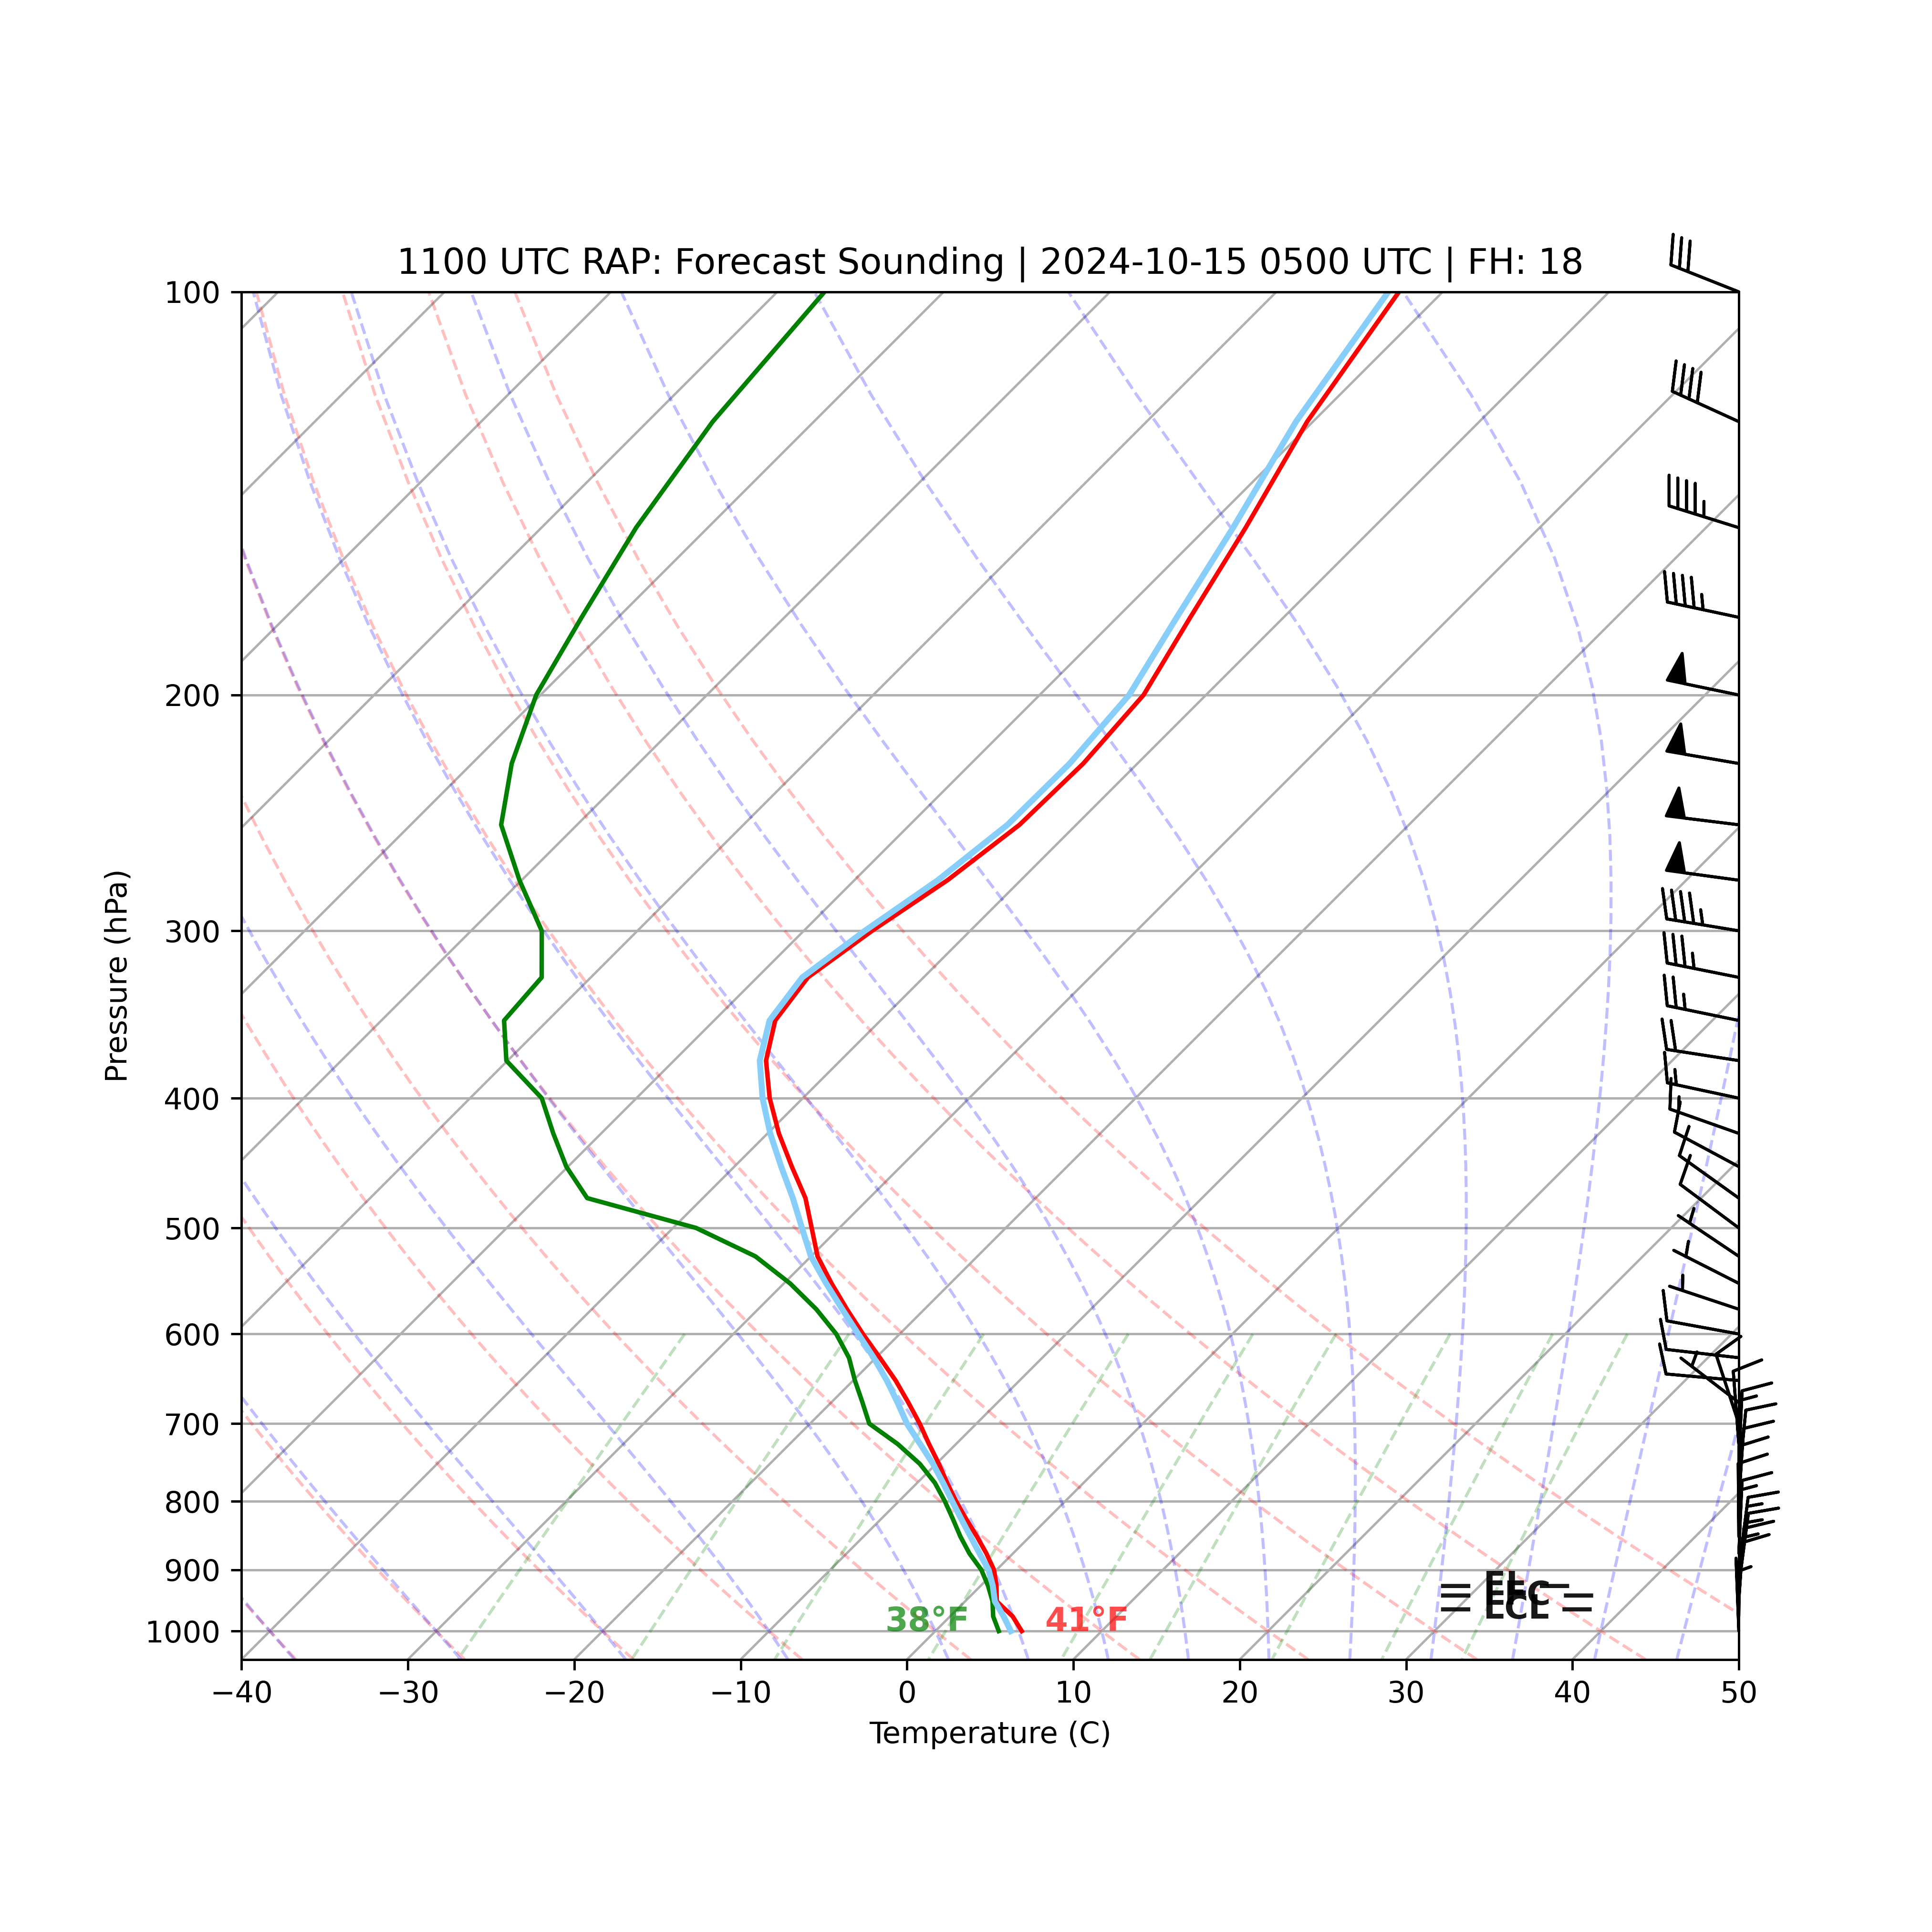 1100 UTC RAP: Forecast Sounding | 2024-10-15 0500 UTC | FH: 18
100
200
300
400
500
600
700
800
900
1000
Pressure (hPa)
= EL =
= LFC =
= LCL =
38°F
41°F
−40 −30 −20 −10 0 10 20 30 40 50
Temperature (C)